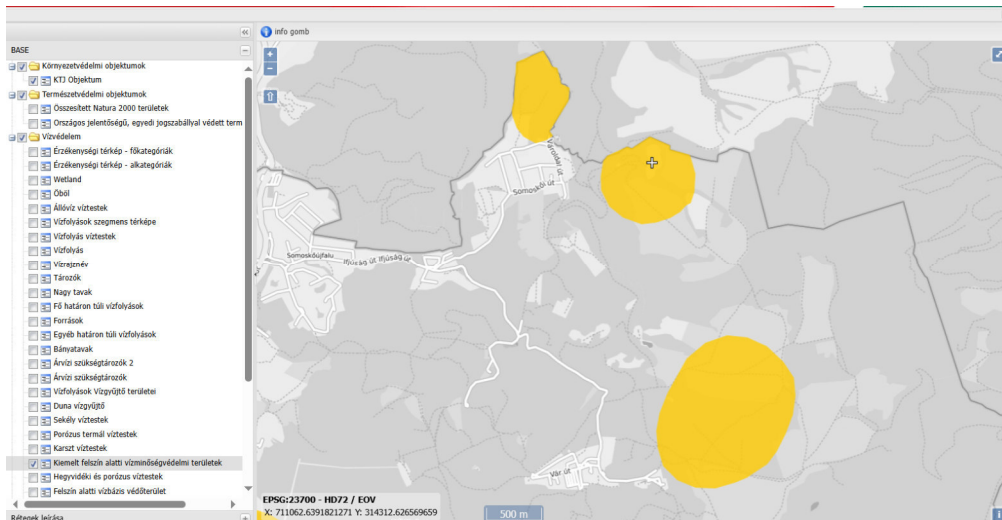 info gomb
BASE
Környezetvédelmi objektumok
KTJ Objektum
Természetvédelmi objektumok
Összesített Natura 2000 területek
Országos jelentőségű, egyedi jogszabállyal védett term
Vízvédelem
Érzékenységi térkép - főkategóriák
Érzékenységi térkép - alkategóriák
Wetland
Öböl
Állóvíz víztestek
Vízfolyások szegmens térképe
Vízfolyás víztestek
Vízfolyás
Vízrajznév
Tározók
Nagy tavak
Fő határon túli vízfolyások
Források
Egyéb határon túli vízfolyások
Bányatavak
Árvízi szükségtározók 2
Árvízi szükségtározók
Vízfolyások Vízgyűjtő területei
Duna vízgyűjtő
Sekély víztestek
Porózus termál víztestek
Karszt víztestek
Kiemelt felszín alatti vízminőségvédelmi területek
Hegyvidéki és porózus víztestek
Felszín alatti vízbázis védőterület
Rétegek leírása
Váraljai út
Somoskői út
Somoskőújfalu
Ifjúság út Ifjúság út
Vár út
EPSG:23700 - HD72 / EOV
X: 711062.6391821271 Y: 314312.626569659
500 m